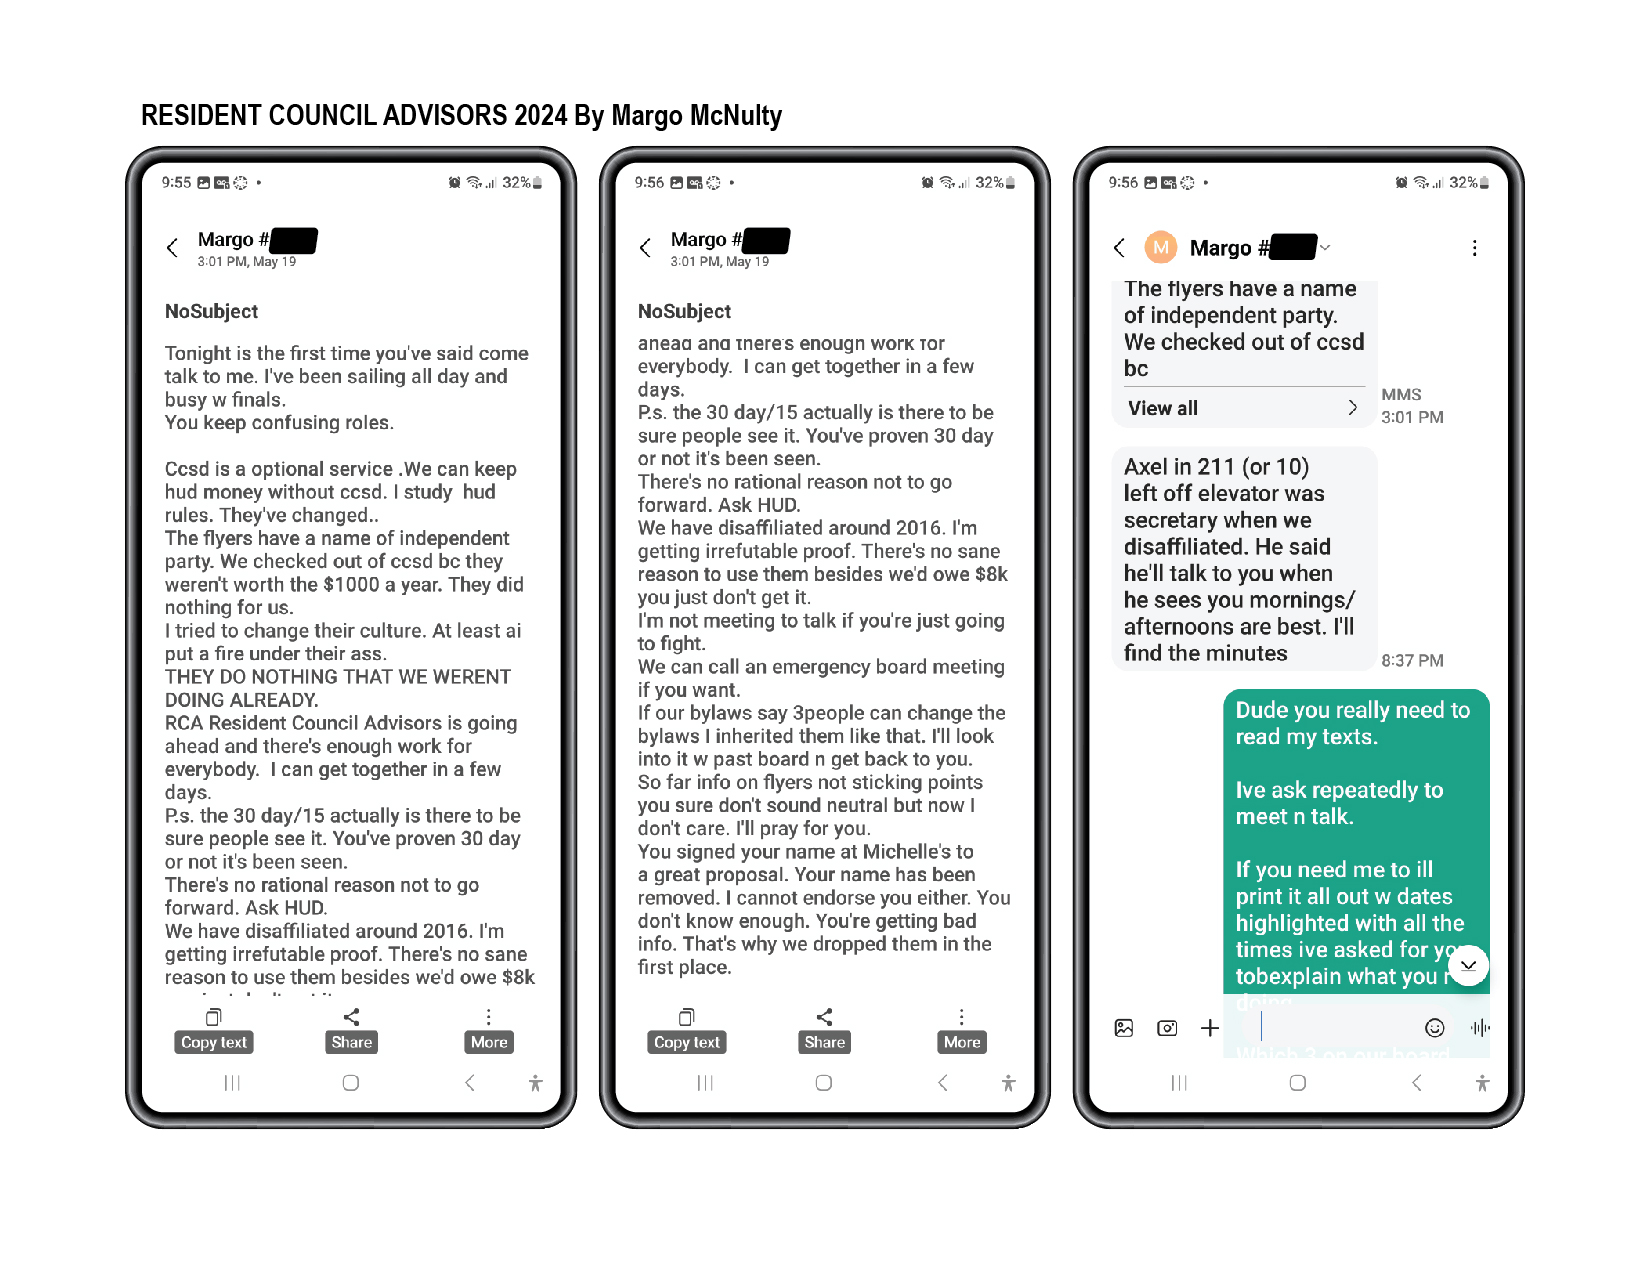 RESIDENT COUNCIL ADVISORS 2024 By Margo McNulty
9:55
32%
Margo #
3:01 PM, May 19
NoSubject
Tonight is the first time you've said come
talk to me. I've been sailing all day and
busy w finals.
You keep confusing roles.
Ccsd is a optional service .We can keep
hud money without ccsd. I study hud
rules. They've changed..
The flyers have a name of independent
party. We checked out of ccsd bc they
weren't worth the $1000 a year. They did
nothing for us.
I tried to change their culture. At least ai
put a fire under their ass.
THEY DO NOTHING THAT WE WERENT
DOING ALREADY.
RCA Resident Council Advisors is going
ahead and there's enough work for
everybody. I can get together in a few
days.
P.s. the 30 day/15 actually is there to be
sure people see it. You've proven 30 day
or not it's been seen.
There's no rational reason not to go
forward. Ask HUD.
We have disaffiliated around 2016. I'm
getting irrefutable proof. There's no sane
reason to use them besides we'd owe $8k
Copy text
Share
More
9:56
32%
Margo #
3:01 PM, May 19
NoSubject
ahead and there's enough work for
everybody. I can get together in a few
days.
P.s. the 30 day/15 actually is there to be
sure people see it. You've proven 30 day
or not it's been seen.
There's no rational reason not to go
forward. Ask HUD.
We have disaffiliated around 2016. I'm
getting irrefutable proof. There's no sane
reason to use them besides we'd owe $8k
you just don't get it.
I'm not meeting to talk if you're just going
to fight.
We can call an emergency board meeting
if you want.
If our bylaws say 3people can change the
bylaws I inherited them like that. I'll look
into it w past board n get back to you.
So far info on flyers not sticking points
you sure don't sound neutral but now I
don't care. I'll pray for you.
You signed your name at Michelle's to
a great proposal. Your name has been
removed. I cannot endorse you either. You
don't know enough. You're getting bad
info. That's why we dropped them in the
first place.
Copy text
Share
More
9:56
32%
M
Margo #
The flyers have a name
of independent party.
We checked out of ccsd
bc
View all
MMS
3:01 PM
Axel in 211 (or 10)
left off elevator was
secretary when we
disaffiliated. He said
he'll talk to you when
he sees you mornings/
afternoons are best. I'll
find the minutes
8:37 PM
Dude you really need to
read my texts.
Ive ask repeatedly to
meet n talk.
If you need me to ill
print it all out w dates
highlighted with all the
times ive asked for you
tobexplain what you
doing
Which 3 on our board